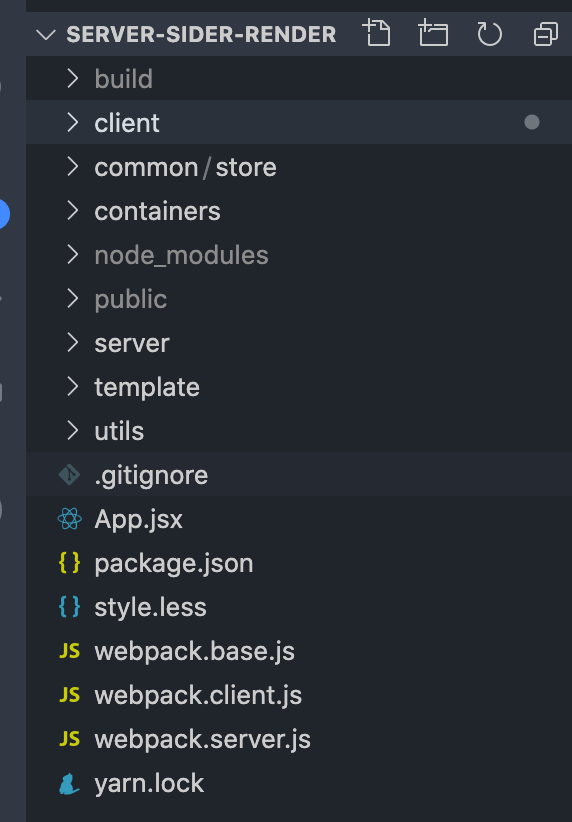 SERVER-SIDER-RENDER
build
client
common/store
containers
node_modules
public
server
template
utils
.gitignore
App.jsx
{} package.json
{} style.less
JS webpack.base.js
JS webpack.client.js
JS webpack.server.js
yarn.lock